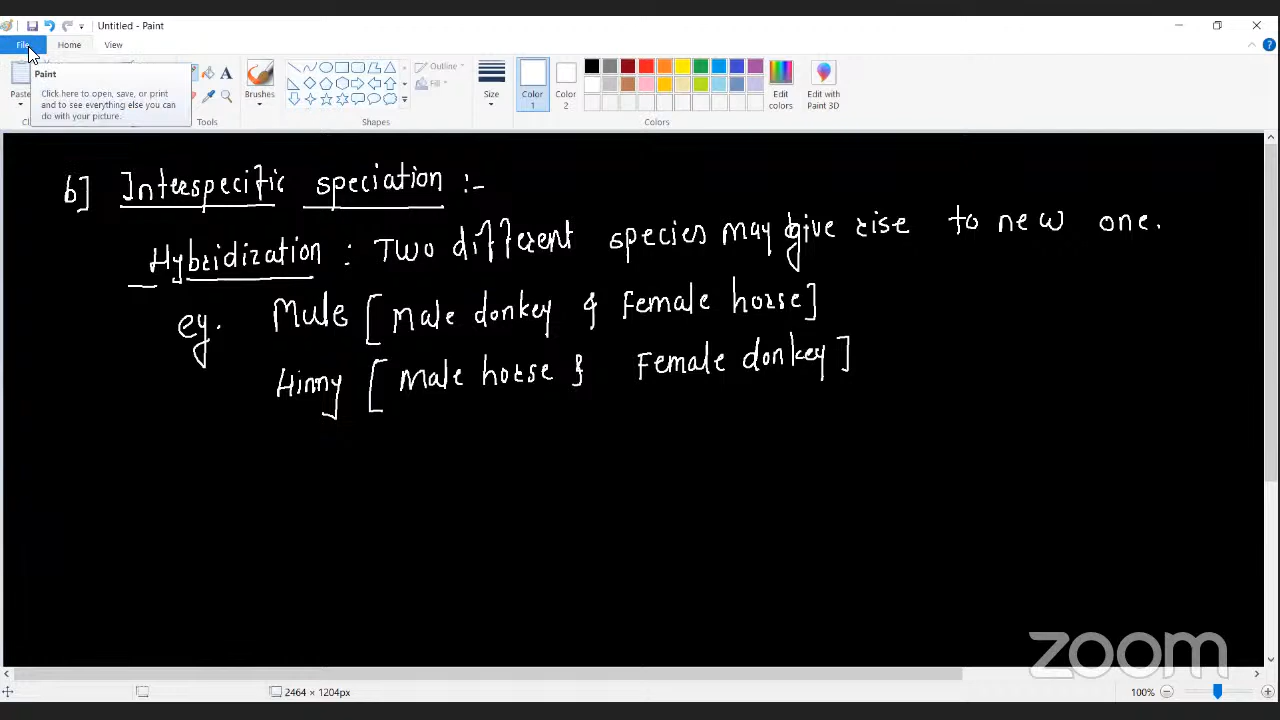 Untitled - Paint
File Home View
Paint
Click here to open, save, or print and to see everything else you can do with your picture.
Paste
Tools
Brushes
Shapes
Outline
Fill
Size
Color 1
Color 2
Edit colors
Edit with Paint 3D
Colors
b] Interspecific speciation :-
Hybridization : Two different species may give rise to new one.
eg. Mule [Male donkey & Female horse]
Hinny [Male horse & Female donkey]
zoom
2464 × 1204px
100%